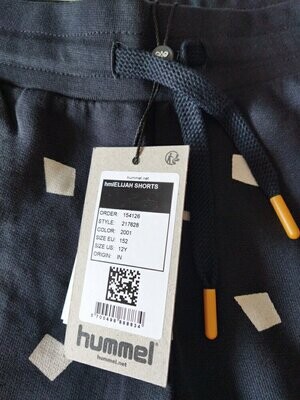 hummel.net
hmlELIJAH SHORTS
ORDER: 154126
STYLE: 217628
COLOR: 2001
SIZE EU: 152
SIZE US: 12Y
ORIGIN: IN
hummel
hummel.net